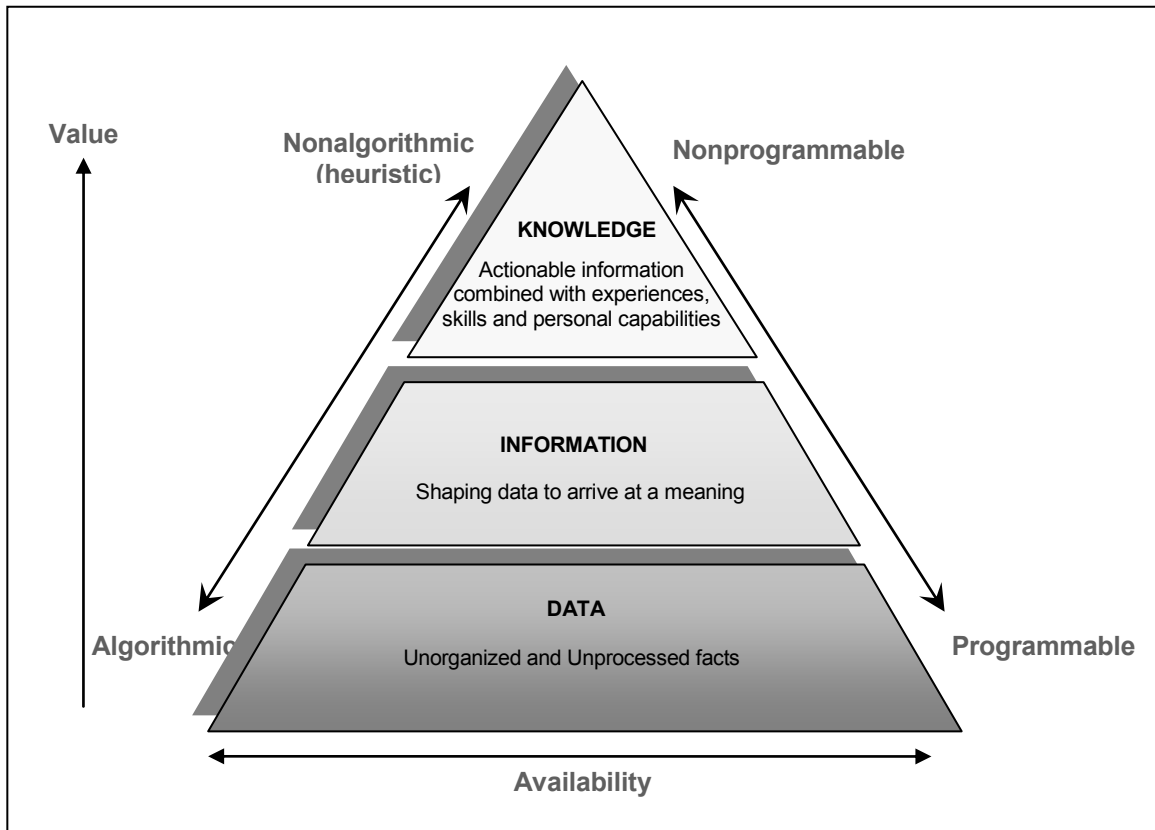 Value
Nonalgorithmic
(heuristic)
Nonprogrammable
KNOWLEDGE
Actionable information
combined with experiences,
skills and personal capabilities
INFORMATION
Shaping data to arrive at a meaning
DATA
Unorganized and Unprocessed facts
Algorithmic
Programmable
Availability